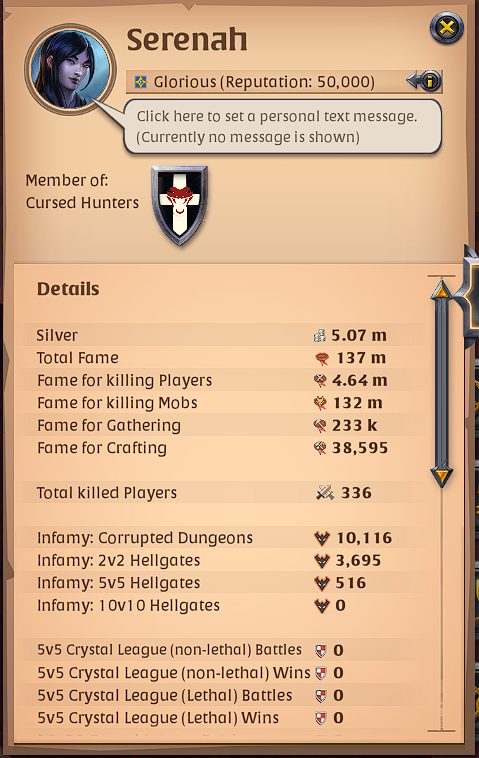 Serenah
Glorious (Reputation: 50,000)
Click here to set a personal text message.
(Currently no message is shown)
Member of:
Cursed Hunters
Details
Silver 5.07 m
Total Fame 137 m
Fame for killing Players 4.64 m
Fame for killing Mobs 132 m
Fame for Gathering 233 k
Fame for Crafting 38,595
Total killed Players 336
Infamy: Corrupted Dungeons 10,116
Infamy: 2v2 Hellgates 3,695
Infamy: 5v5 Hellgates 516
Infamy: 10v10 Hellgates 0
5v5 Crystal League (non-lethal) Battles 0
5v5 Crystal League (non-lethal) Wins 0
5v5 Crystal League (Lethal) Battles 0
5v5 Crystal League (Lethal) Wins 0